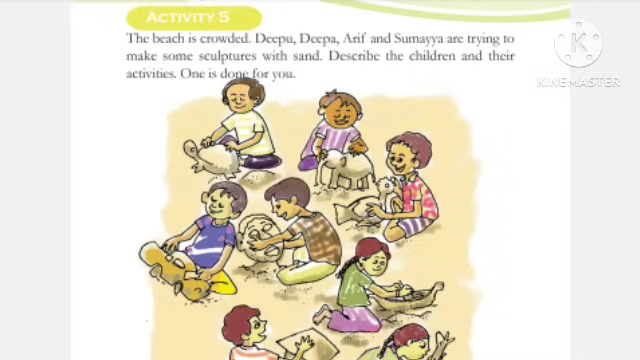 ACTIVITY 5
The beach is crowded. Deepu, Deepa, Arif and Sumayya are trying to
make some sculptures with sand. Describe the children and their
activities. One is done for you.
KINEMASTER